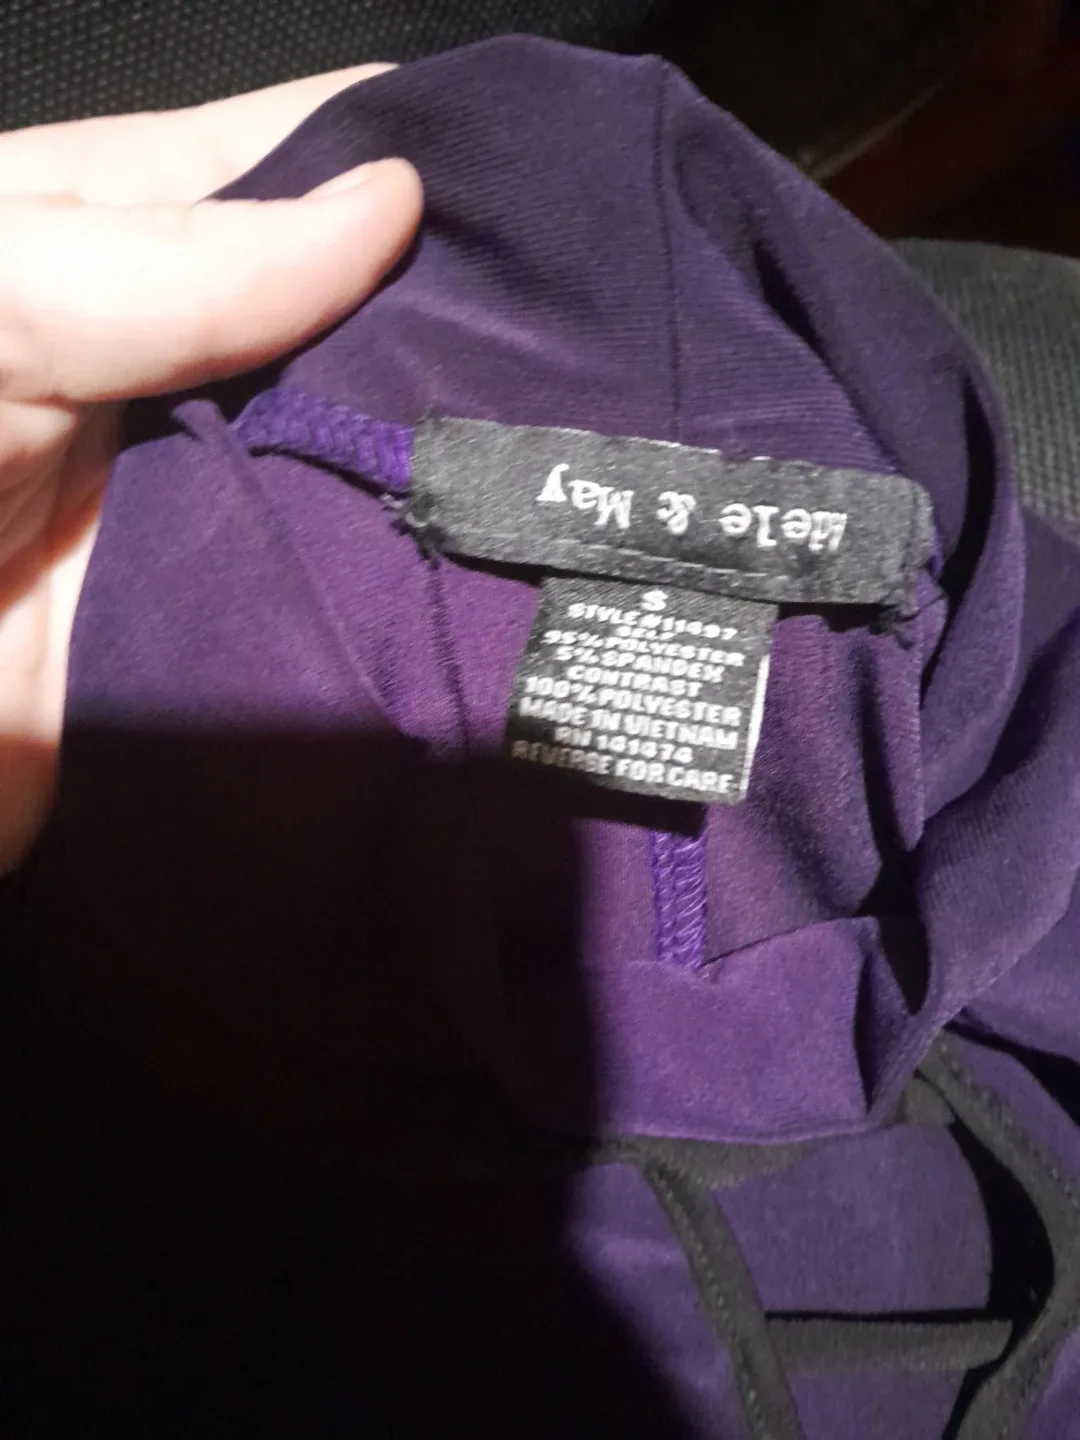 Adele & May
S
STYLE#11497
SELF
95%POLYESTER
5%SPANDEX
CONTRAST
100%POLYESTER
MADE IN VIETNAM
RN 141474
REVERSE FOR CARE